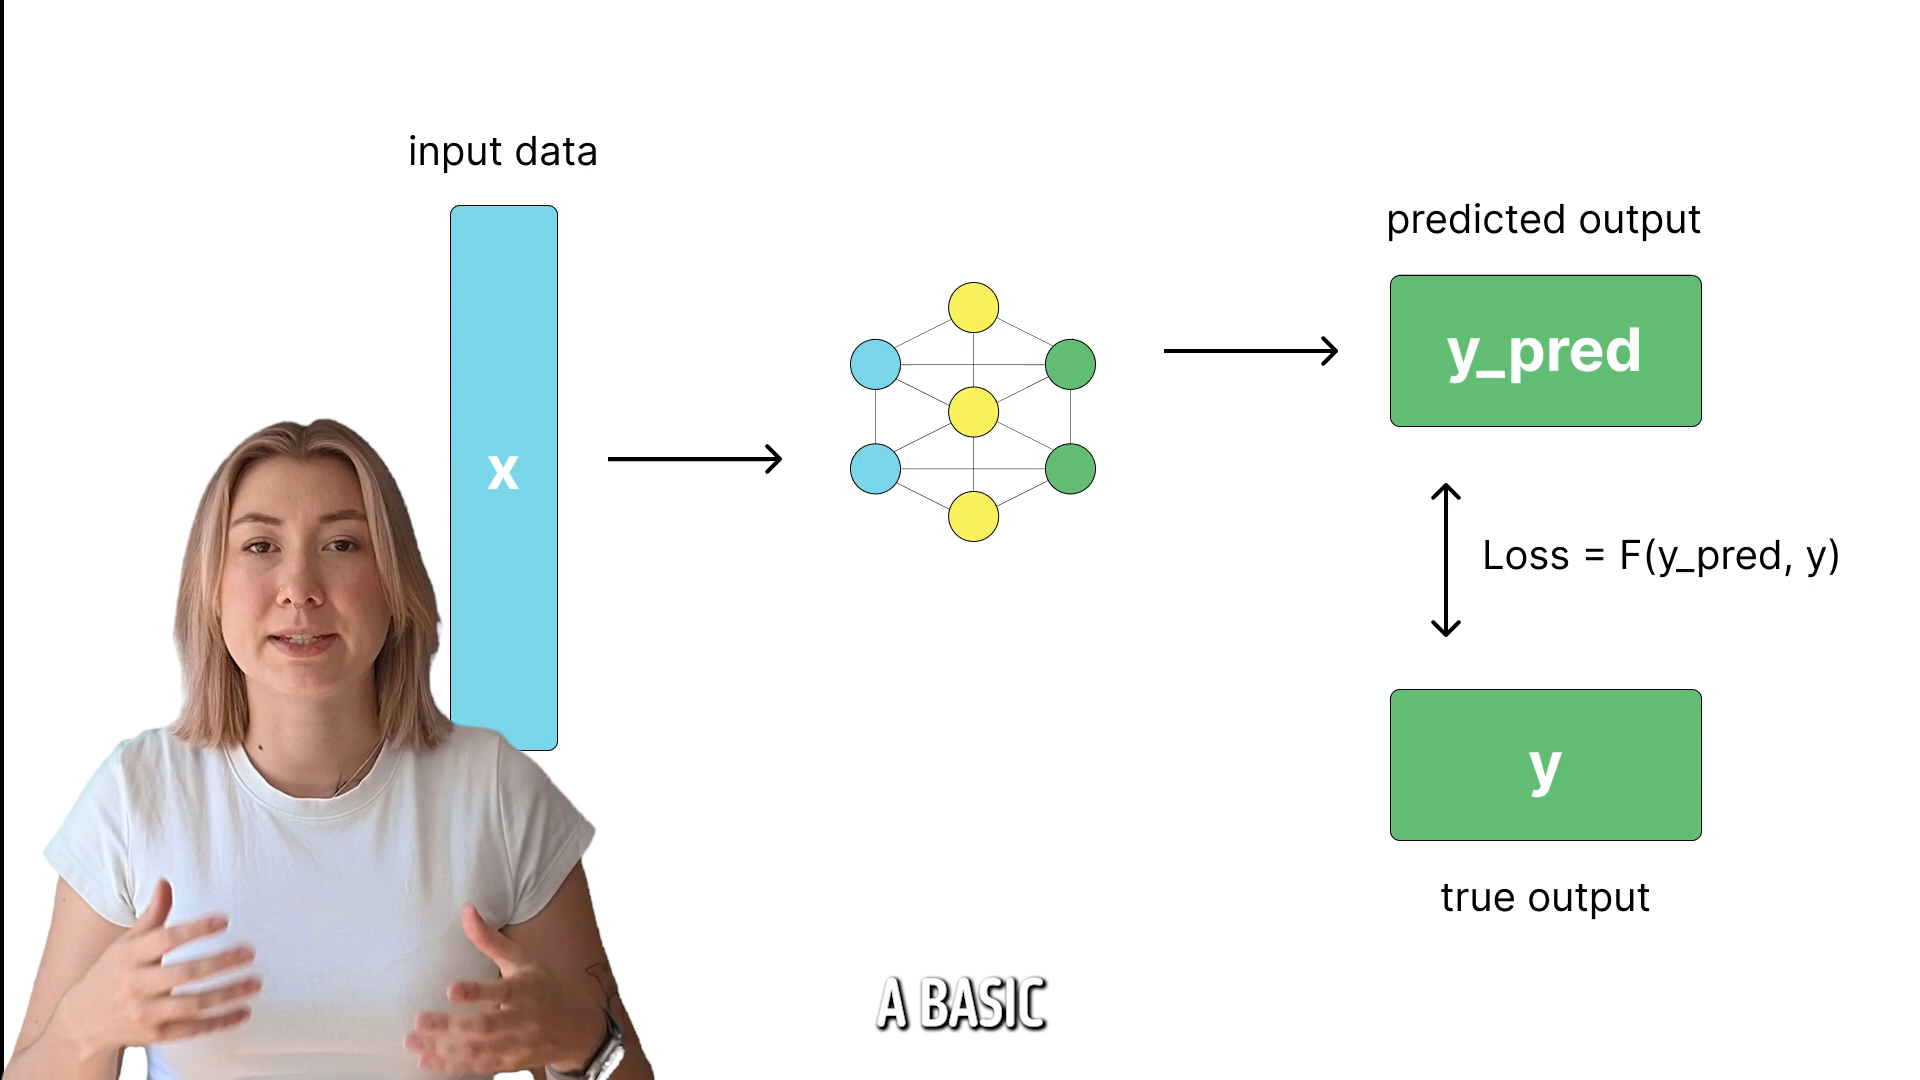 input data
x
predicted output
y_pred
Loss = F(y_pred, y)
y
true output
A BASIC